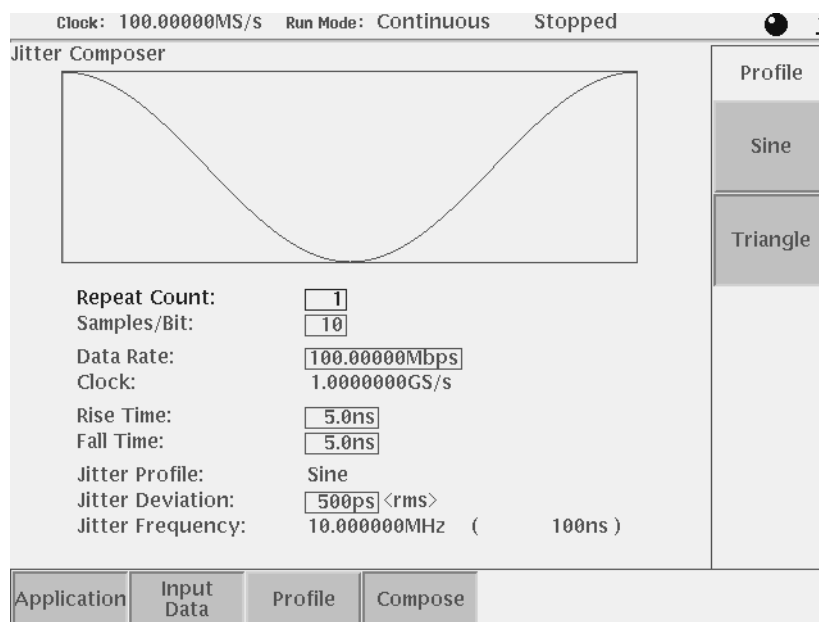 Clock: 100.00000MS/s Run Mode: Continuous Stopped
Jitter Composer
Profile
Sine
Triangle
Repeat Count: 1
Samples/Bit: 10
Data Rate: 100.00000Mbps
Clock: 1.0000000GS/s
Rise Time: 5.0ns
Fall Time: 5.0ns
Jitter Profile: Sine
Jitter Deviation: 500ps <rms>
Jitter Frequency: 10.000000MHz ( 100ns )
Application
Input
Data
Profile
Compose